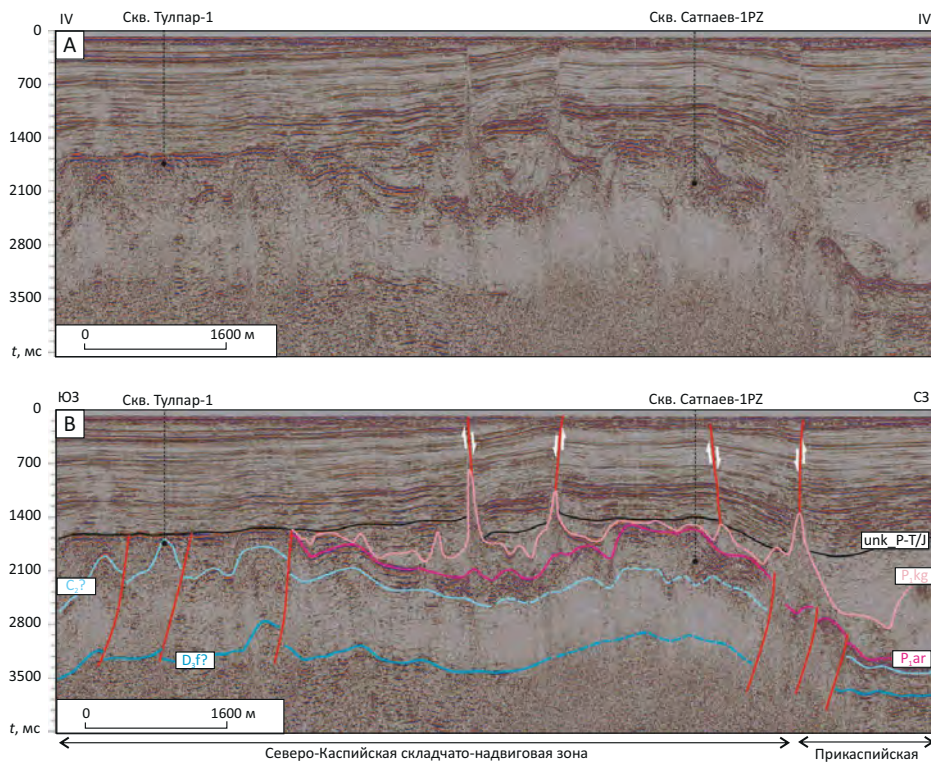 IV Скв. Тулпар-1 Скв. Сатпаев-1PZ IV
A
0
700
1400
2100
2800
3500
t, мс
0 1600 м
ЮЗ Скв. Тулпар-1 Скв. Сатпаев-1PZ СЗ
B
0
700
1400
unk_P-T/J
2100
C₂?
P₁kg
2800
D₃f?
P₁ar
3500
t, мс
0 1600 м
Северо-Каспийская складчато-надвиговая зона Прикаспийская